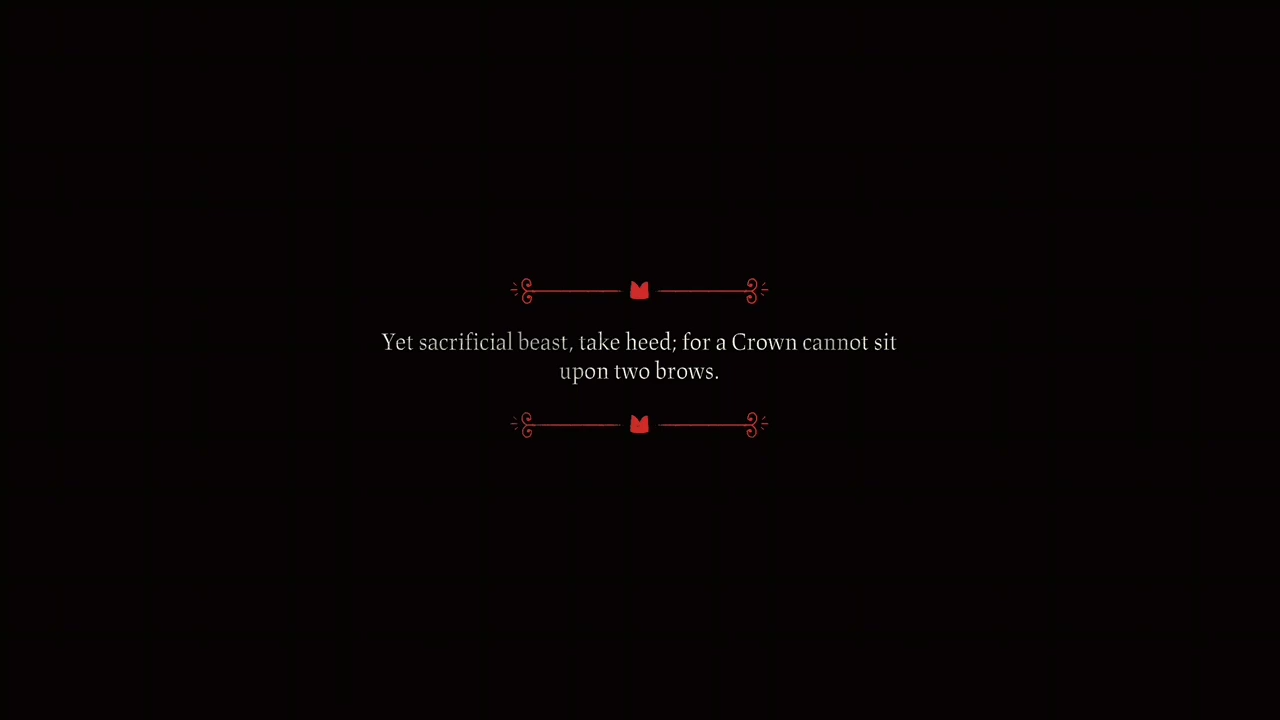 Yet sacrificial beast, take heed; for a Crown cannot sit
upon two brows.